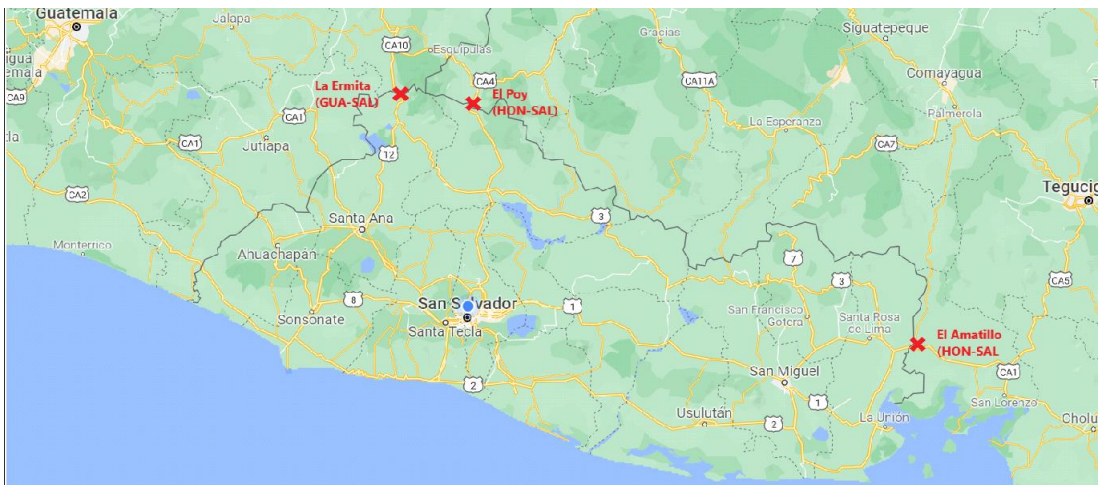 Guatemala
Jalapa
CA10
Esquipulas
Gracias
Siguatepeque
igua
emala
CA9
La Ermita
(GUA-SAL)
CA4
El Poy
(HON-SAL)
CA11A
Comayagua
CA1
Jutiapa
Palmerola
La Esperanza
CA1
12
CA7
la
CA2
Tegucig
Santa Ana
3
Monterrico
Ahuachapán
7
3
CA5
8
San Salvador
1
San Francisco
Gotera
Santa Rosa
de Lima
Sonsonate
Santa Tecla
El Amatillo
(HON-SAL
San Miguel
CA1
2
San Lorenzo
1
Usulután
2
La Unión
Cholu